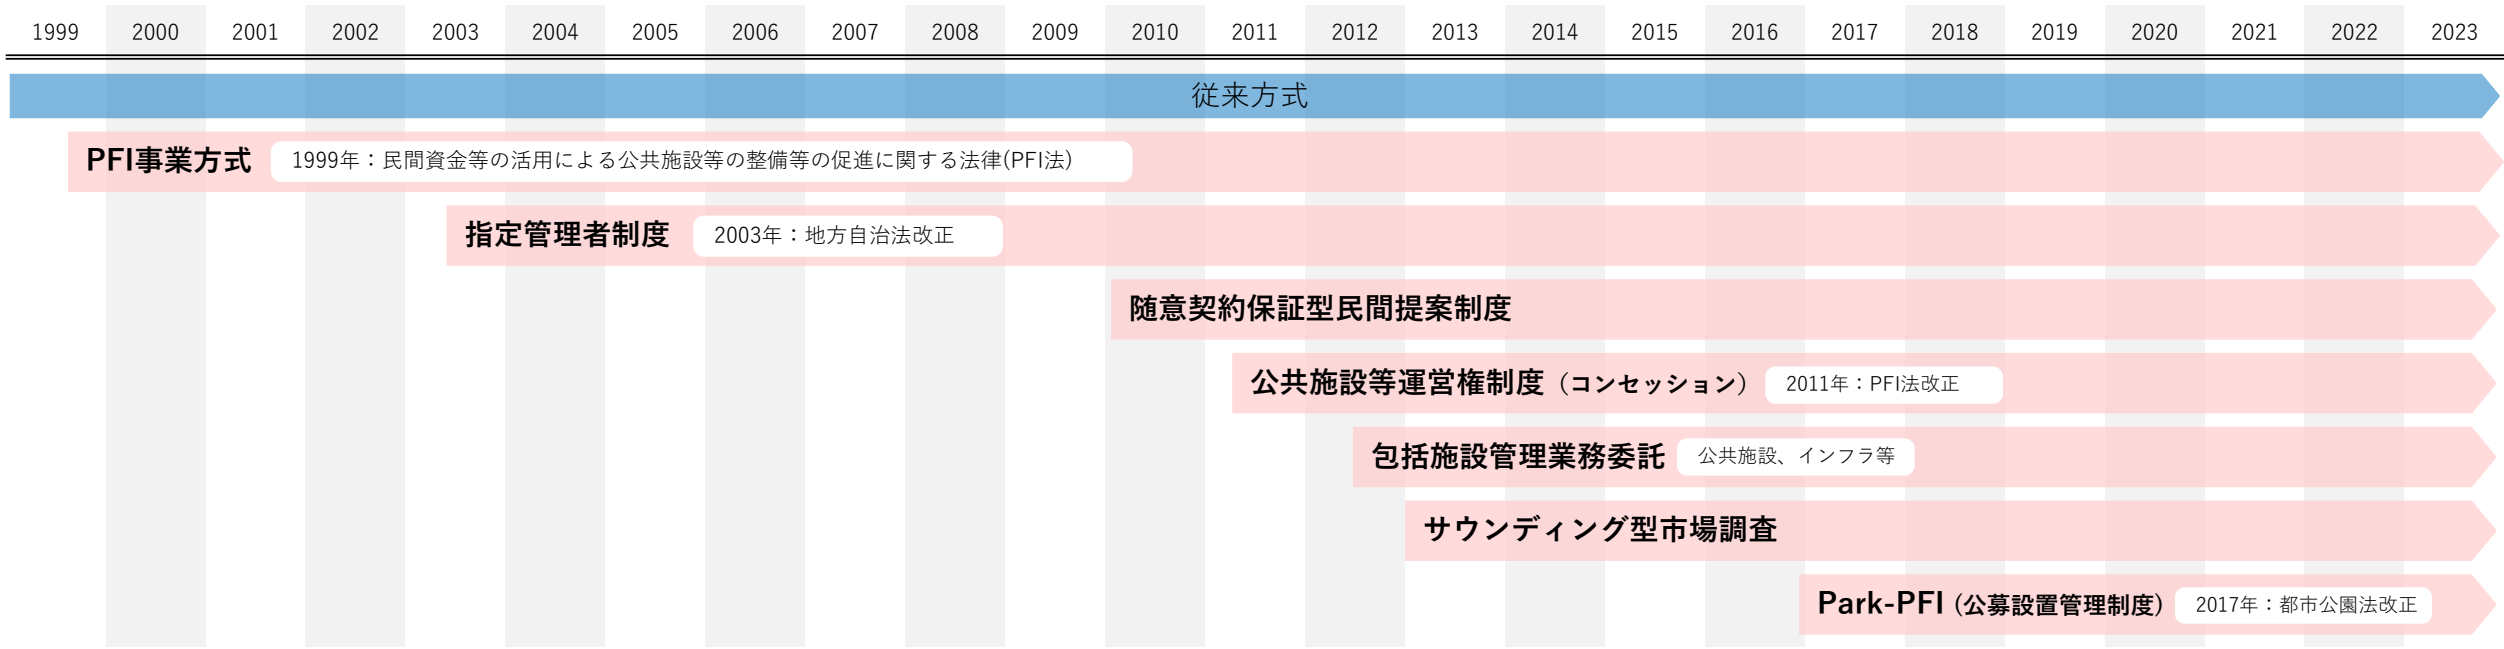 1999 2000 2001 2002 2003 2004 2005 2006 2007 2008 2009 2010 2011 2012 2013 2014 2015 2016 2017 2018 2019 2020 2021 2022 2023
従来方式
PFI事業方式 1999年：民間資金等の活用による公共施設等の整備等の促進に関する法律(PFI法)
指定管理者制度 2003年：地方自治法改正
随意契約保証型民間提案制度
公共施設等運営権制度（コンセッション） 2011年：PFI法改正
包括施設管理業務委託 公共施設、インフラ等
サウンディング型市場調査
Park-PFI (公募設置管理制度) 2017年：都市公園法改正